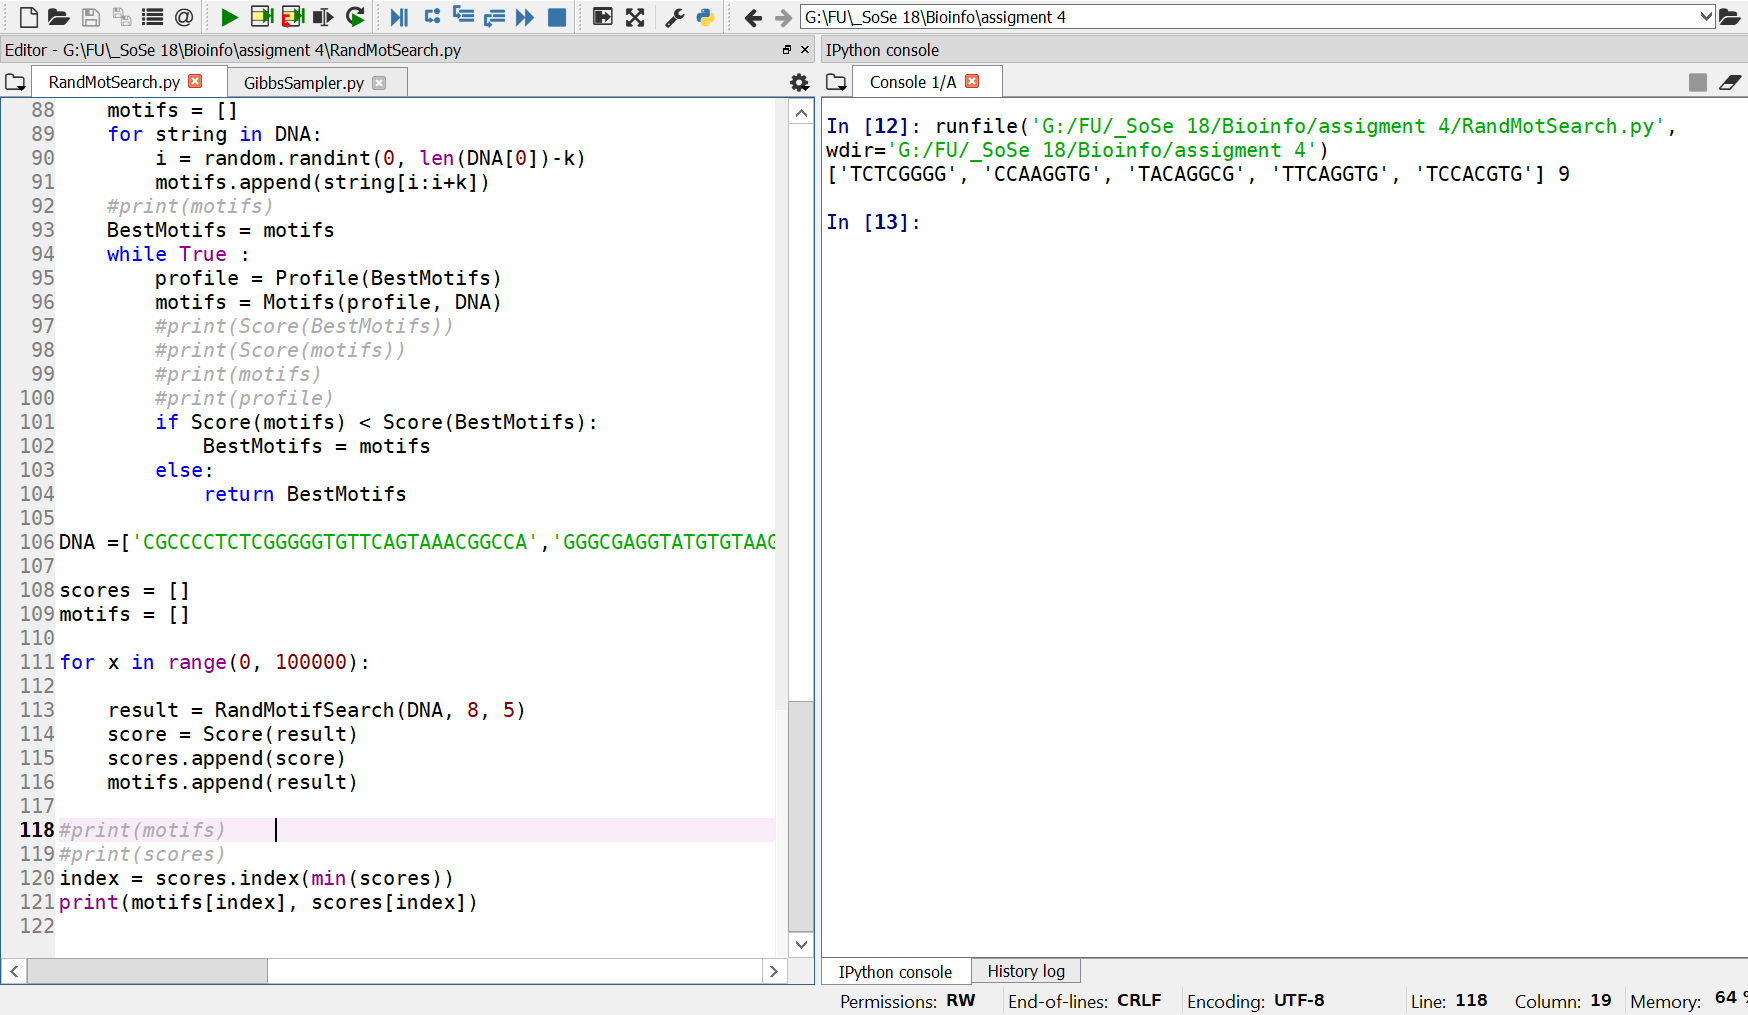 G:\FU\_SoSe 18\Bioinfo\assigment 4
Editor - G:\FU\_SoSe 18\Bioinfo\assigment 4\RandMotSearch.py
RandMotSearch.py GibbsSampler.py
88 motifs = []
89 for string in DNA:
90 i = random.randint(0, len(DNA[0])-k)
91 motifs.append(string[i:i+k])
92 #print(motifs)
93 BestMotifs = motifs
94 while True :
95 profile = Profile(BestMotifs)
96 motifs = Motifs(profile, DNA)
97 #print(Score(BestMotifs))
98 #print(Score(motifs))
99 #print(motifs)
100 #print(profile)
101 if Score(motifs) < Score(BestMotifs):
102 BestMotifs = motifs
103 else:
104 return BestMotifs
105
106 DNA =['CGCCCCTCTCGGGGGTGTTCAGTAAACGGCCA','GGGCGAGGTATGTGTAAG
107
108 scores = []
109 motifs = []
110
111 for x in range(0, 100000):
112
113 result = RandMotifSearch(DNA, 8, 5)
114 score = Score(result)
115 scores.append(score)
116 motifs.append(result)
117
118 #print(motifs)
119 #print(scores)
120 index = scores.index(min(scores))
121 print(motifs[index], scores[index])
122
IPython console
Console 1/A
In [12]: runfile('G:/FU/_SoSe 18/Bioinfo/assigment 4/RandMotSearch.py',
wdir='G:/FU/_SoSe 18/Bioinfo/assigment 4')
['TCTCGGGG', 'CCAAGGTG', 'TACAGGCG', 'TTCAGGTG', 'TCCACGTG'] 9
In [13]:
IPython console History log
Permissions: RW End-of-lines: CRLF Encoding: UTF-8 Line: 118 Column: 19 Memory: 64 %